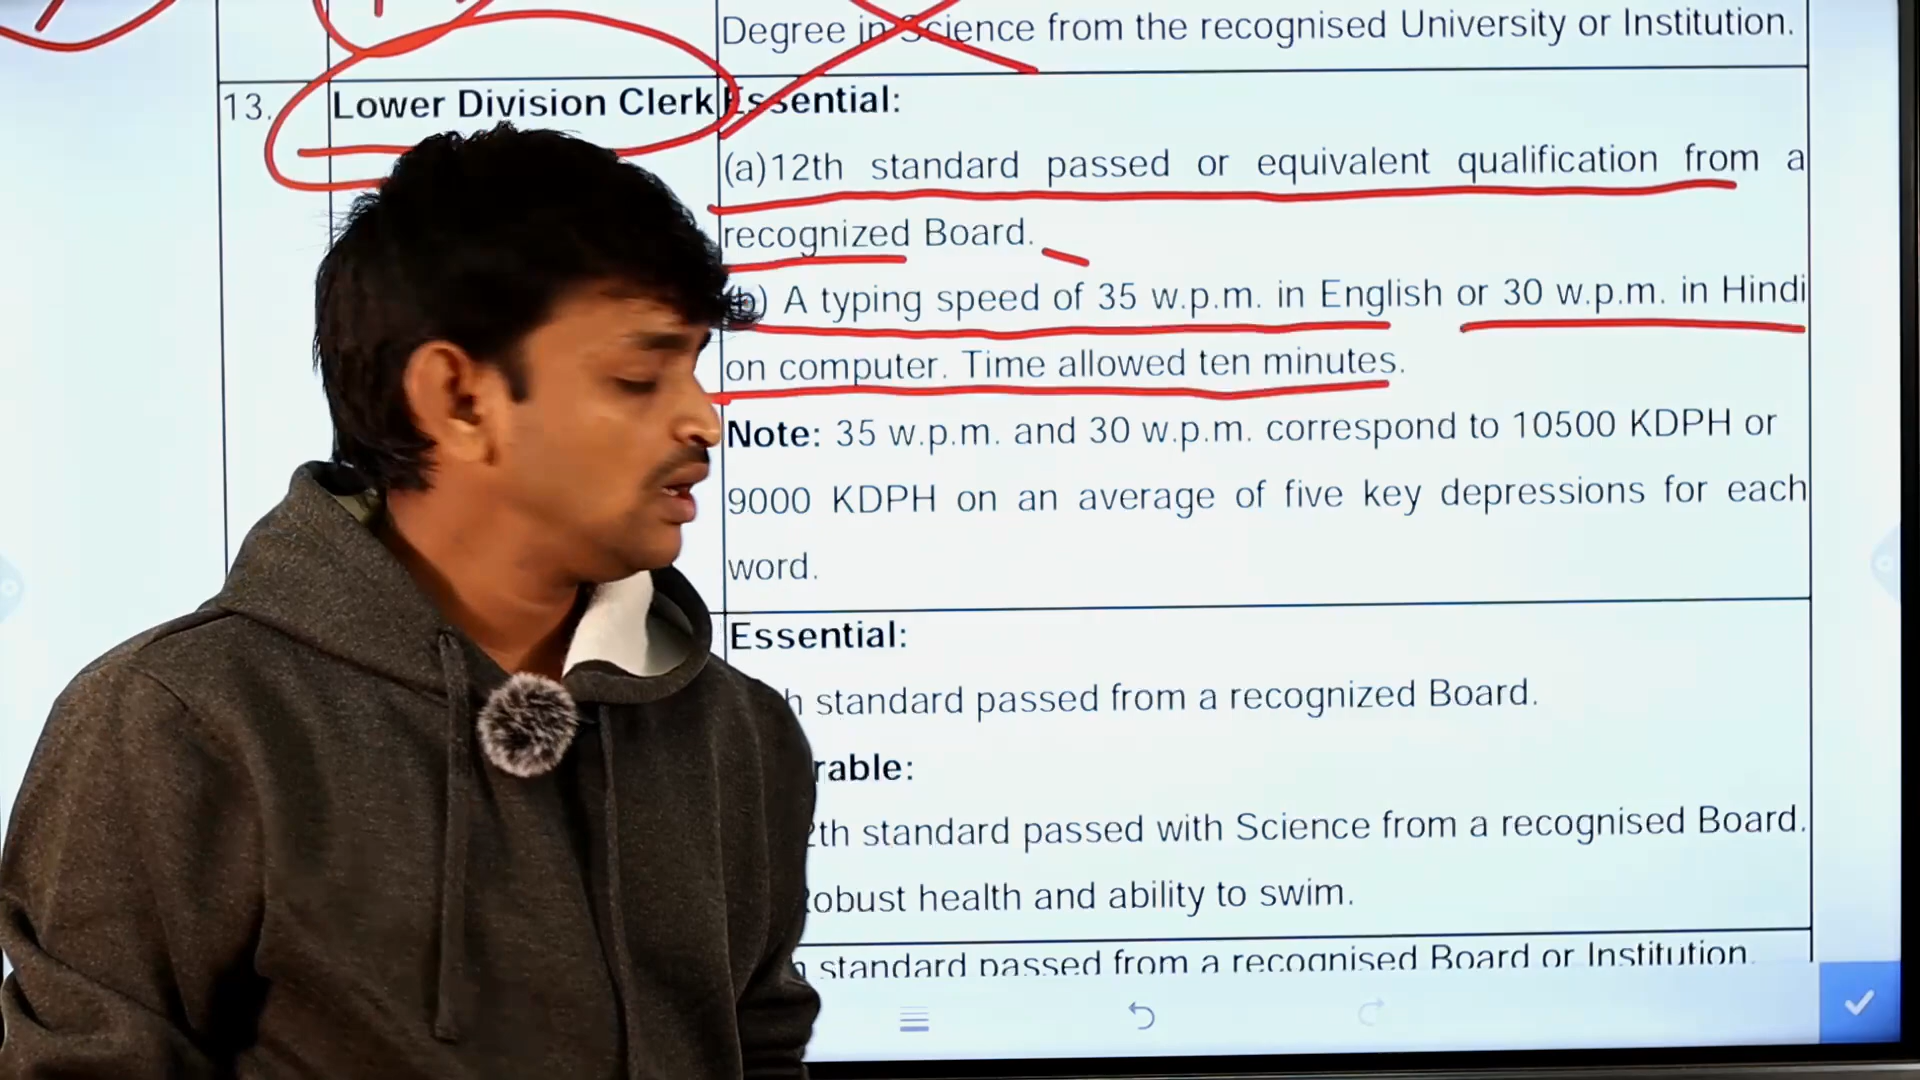 Degree in Science from the recognised University or Institution.
13. Lower Division Clerk Essential:
(a)12th standard passed or equivalent qualification from a
recognized Board.
(b) A typing speed of 35 w.p.m. in English or 30 w.p.m. in Hindi
on computer. Time allowed ten minutes.
Note: 35 w.p.m. and 30 w.p.m. correspond to 10500 KDPH or
9000 KDPH on an average of five key depressions for each
word.
Essential:
standard passed from a recognized Board.
rable:
2th standard passed with Science from a recognised Board.
obust health and ability to swim.
standard passed from a recognised Board or Institution.